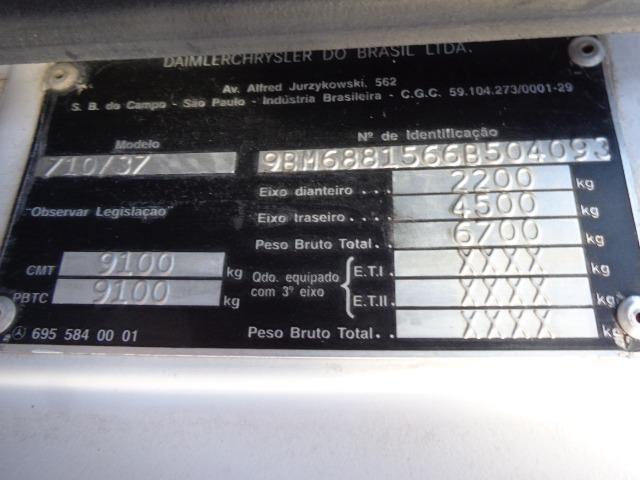 DAIMLERCHRYSLER DO BRASIL LTDA.
Av. Alfred Jurzykowski, 562
S. B. do Campo - São Paulo - Indústria Brasileira - C.G.C. 59.104.273/0001-29
Modelo Nº de Identificação
710/37 9BM6881566B504093
Eixo dianteiro . . . 2200 kg
"Observar Legislação" Eixo traseiro . . . 4500 kg
Peso Bruto Total. . 6700 kg
CMT 9100 kg Qdo. equipado com 3º eixo E.T.I . XXXX kg
PBTC 9100 kg E.T.II XXXX kg
695 584 00 01 Peso Bruto Total. . . XXXX kg